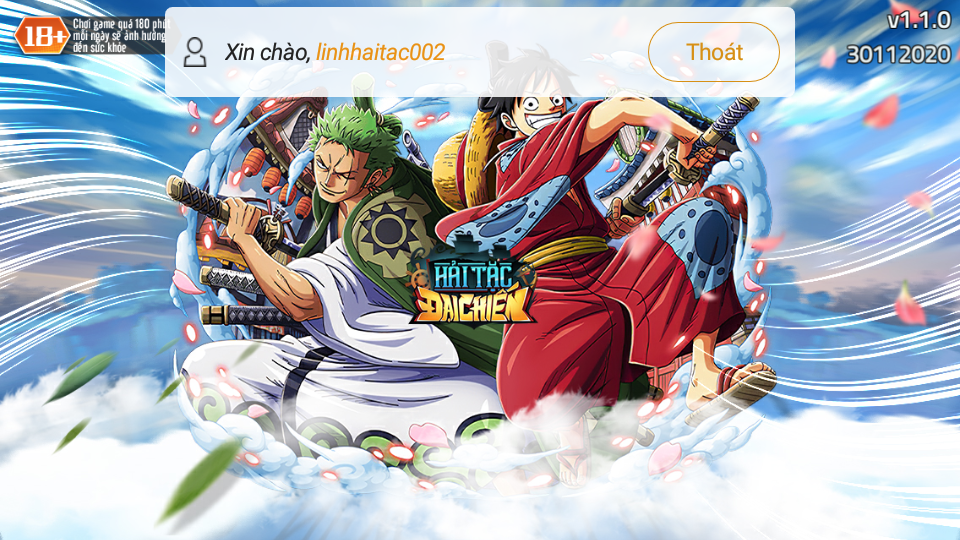 18+
Chơi game quá 180 phút
mỗi ngày sẽ ảnh hưởng
đến sức khỏe
Xin chào, linhhaitac002
Thoát
v1.1.0
30112020
HẢI TẶC
ĐẠI CHIẾN